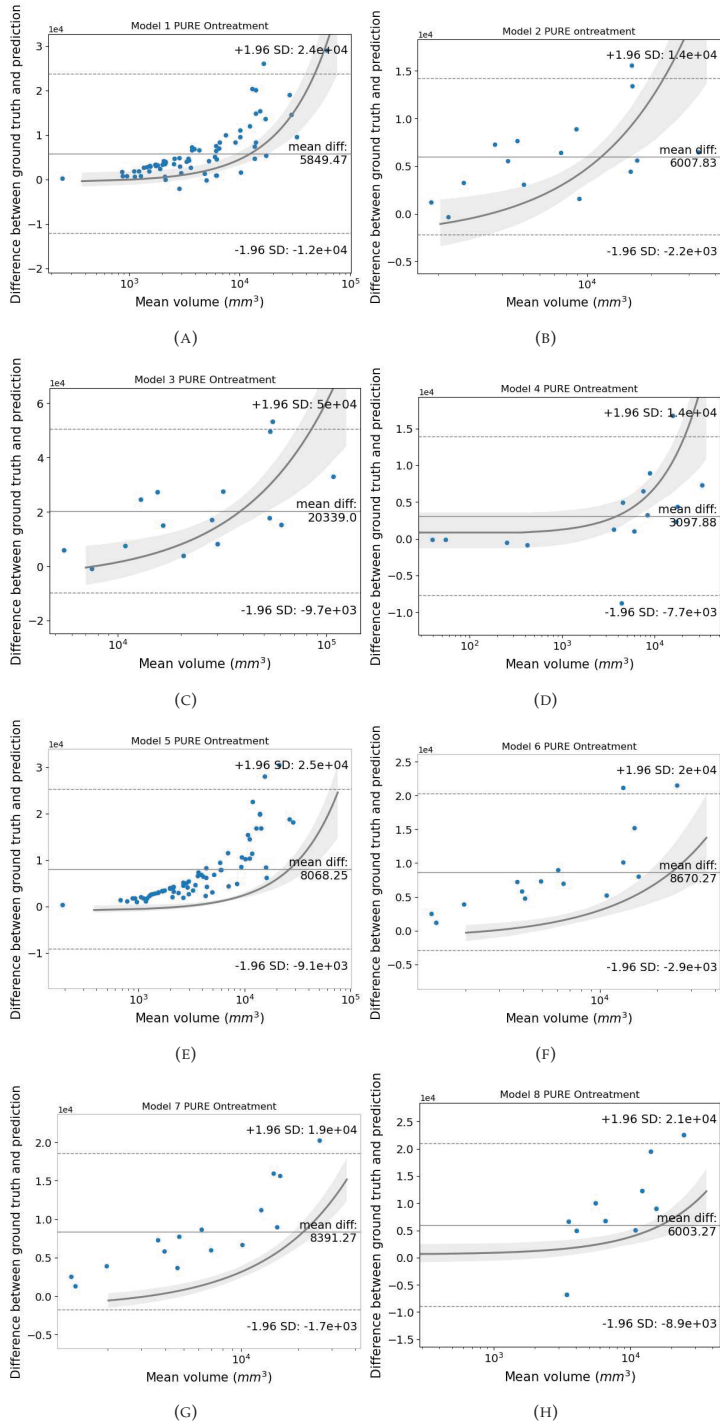 Model 1 PURE Ontreatment
1e4
+1.96 SD: 2.4e+04
mean diff:
5849.47
-1.96 SD: -1.2e+04
3
2
1
0
−1
−2
10³ 10⁴ 10⁵
Mean volume (mm³)
Difference between ground truth and prediction
(A)
Model 2 PURE ontreatment
1e4
+1.96 SD: 1.4e+04
mean diff:
6007.83
-1.96 SD: -2.2e+03
1.5
1.0
0.5
0.0
−0.5
10⁴
Mean volume (mm³)
Difference between ground truth and prediction
(B)
Model 3 PURE Ontreatment
1e4
+1.96 SD: 5e+04
mean diff:
20339.0
-1.96 SD: -9.7e+03
6
4
2
0
−2
10⁴ 10⁵
Mean volume (mm³)
Difference between ground truth and prediction
(C)
Model 4 PURE Ontreatment
1e4
+1.96 SD: 1.4e+04
mean diff:
3097.88
-1.96 SD: -7.7e+03
1.5
1.0
0.5
0.0
−0.5
−1.0
10² 10³ 10⁴
Mean volume (mm³)
Difference between ground truth and prediction
(D)
Model 5 PURE Ontreatment
1e4
+1.96 SD: 2.5e+04
mean diff:
8068.25
-1.96 SD: -9.1e+03
3
2
1
0
−1
10³ 10⁴ 10⁵
Mean volume (mm³)
Difference between ground truth and prediction
(E)
Model 6 PURE Ontreatment
1e4
+1.96 SD: 2e+04
mean diff:
8670.27
-1.96 SD: -2.9e+03
2.5
2.0
1.5
1.0
0.5
0.0
−0.5
10⁴
Mean volume (mm³)
Difference between ground truth and prediction
(F)
Model 7 PURE Ontreatment
1e4
+1.96 SD: 1.9e+04
mean diff:
8391.27
-1.96 SD: -1.7e+03
2.0
1.5
1.0
0.5
0.0
−0.5
10⁴
Mean volume (mm³)
Difference between ground truth and prediction
(G)
Model 8 PURE Ontreatment
1e4
+1.96 SD: 2.1e+04
mean diff:
6003.27
-1.96 SD: -8.9e+03
2.5
2.0
1.5
1.0
0.5
0.0
−0.5
−1.0
−1.5
10³ 10⁴
Mean volume (mm³)
Difference between ground truth and prediction
(H)